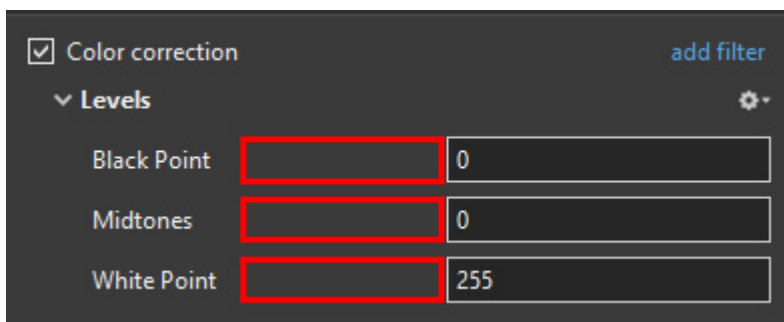 Color correction add filter
Levels
Black Point 0
Midtones 0
White Point 255